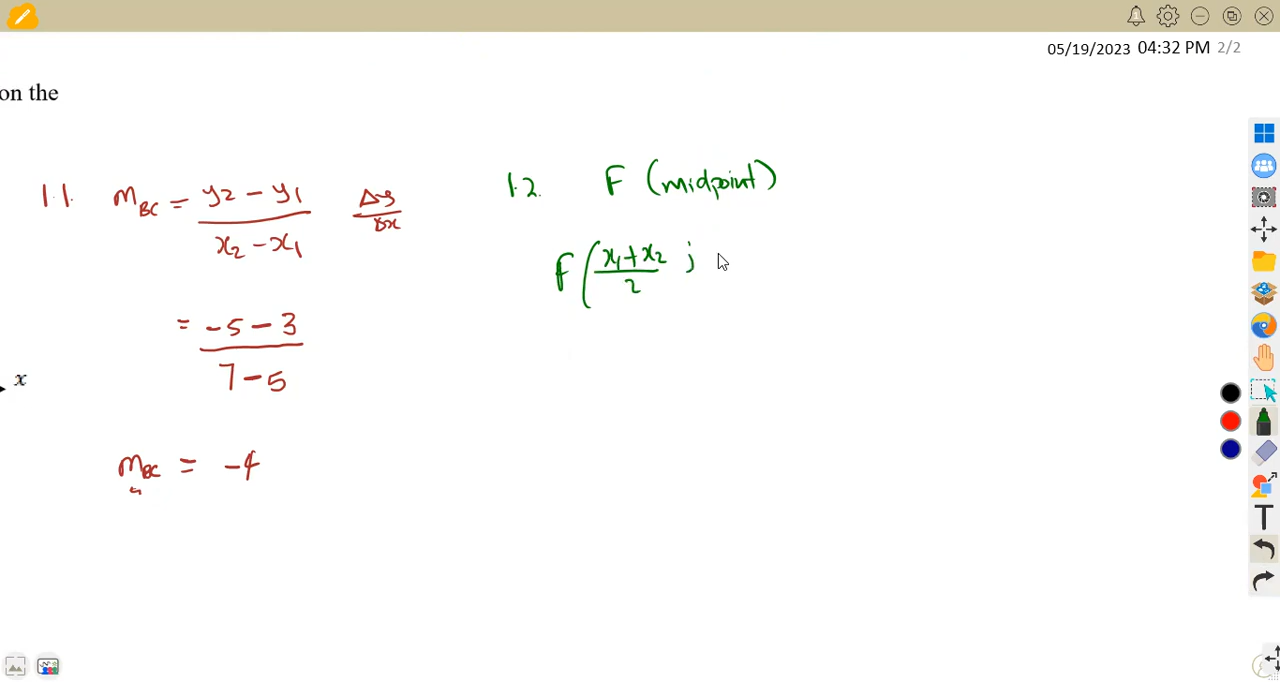 05/19/2023 04:32 PM 2/2
on the
1.1. m_BC = (y2 - y1) / (x2 - x1) Δy/Δx
= (-5 - 3) / (7 - 5)
x
m_BC = -4
1.2. F (midpoint)
F ( (x1 + x2) / 2 ;
T